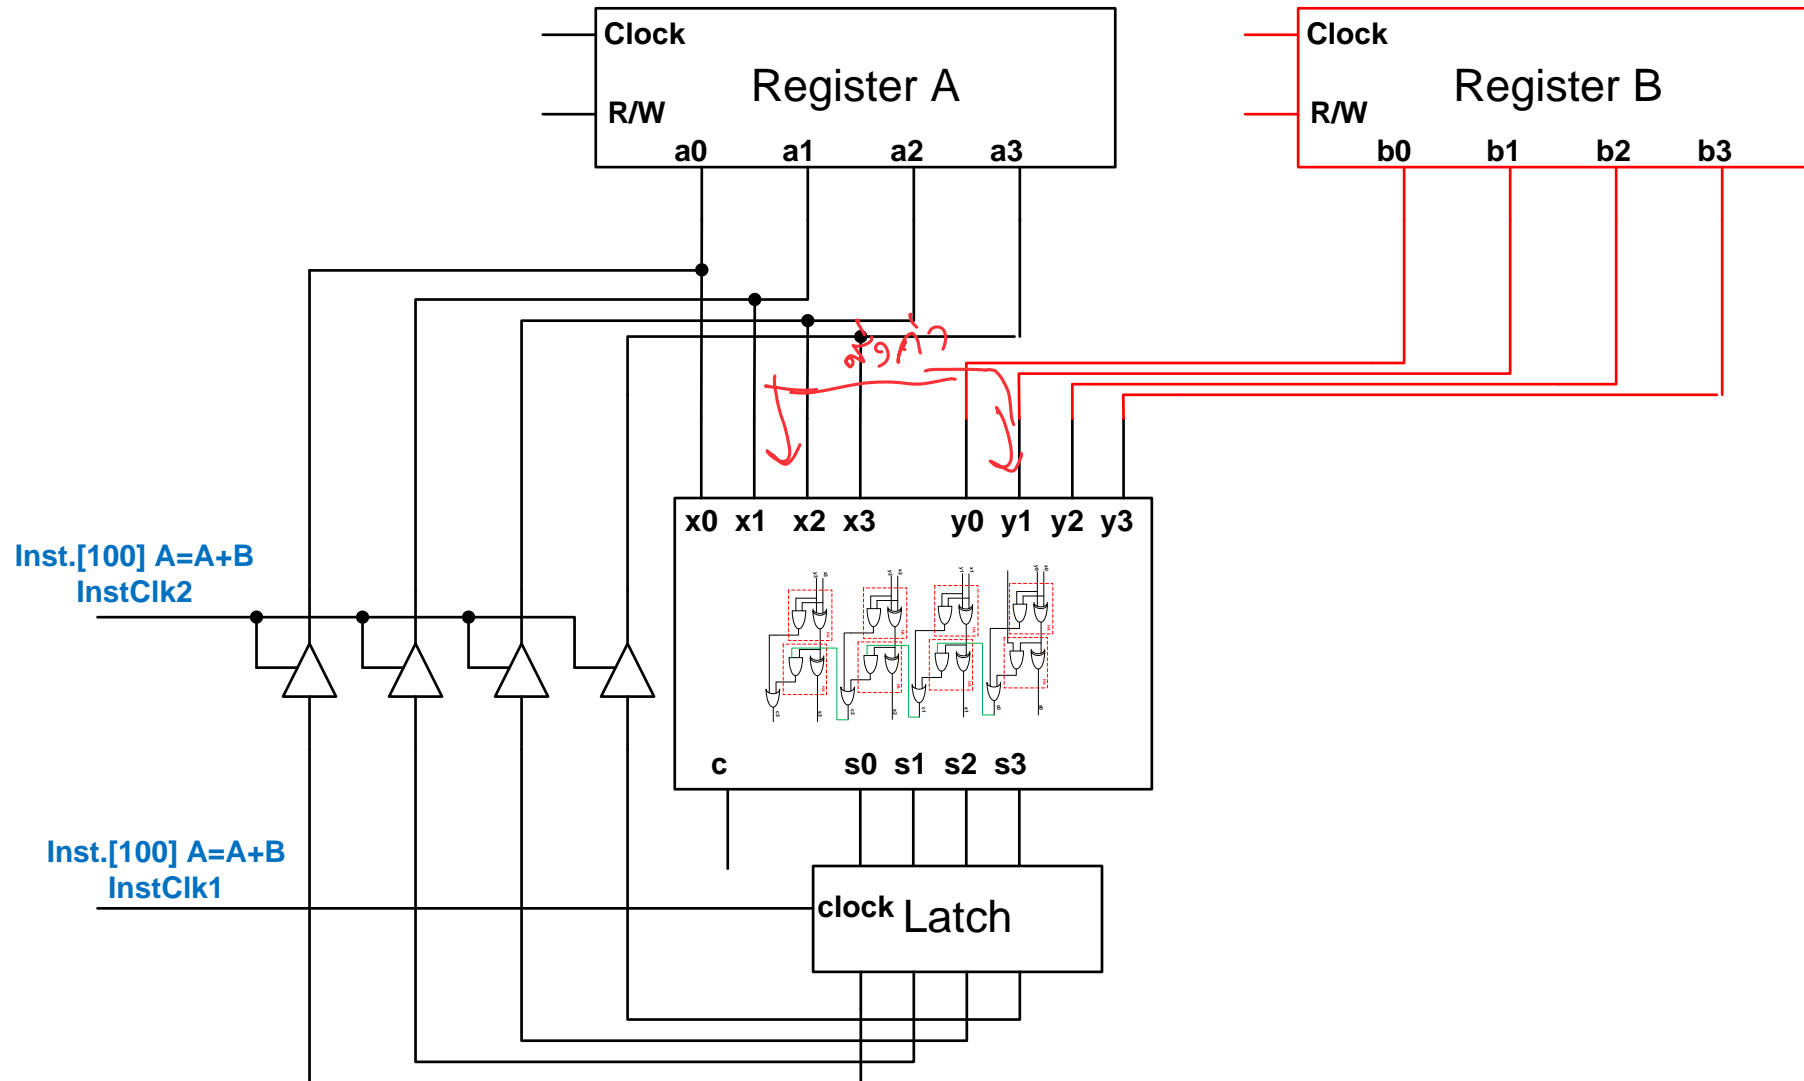 Clock
Register A
R/W
a0 a1 a2 a3
Clock
Register B
R/W
b0 b1 b2 b3
x0 x1 x2 x3 y0 y1 y2 y3
Inst.[100] A=A+B
InstClk2
c s0 s1 s2 s3
Inst.[100] A=A+B
InstClk1
clock Latch